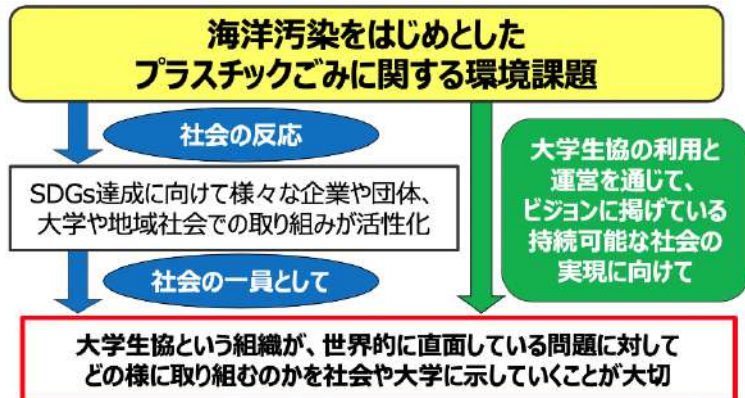 海洋汚染をはじめとした
プラスチックごみに関する環境課題
社会の反応
SDGs達成に向けて様々な企業や団体、
大学や地域社会での取り組みが活性化
社会の一員として
大学生協の利用と
運営を通じて、
ビジョンに掲げている
持続可能な社会の
実現に向けて
大学生協という組織が、世界的に直面している問題に対して
どの様に取り組むのかを社会や大学に示していくことが大切